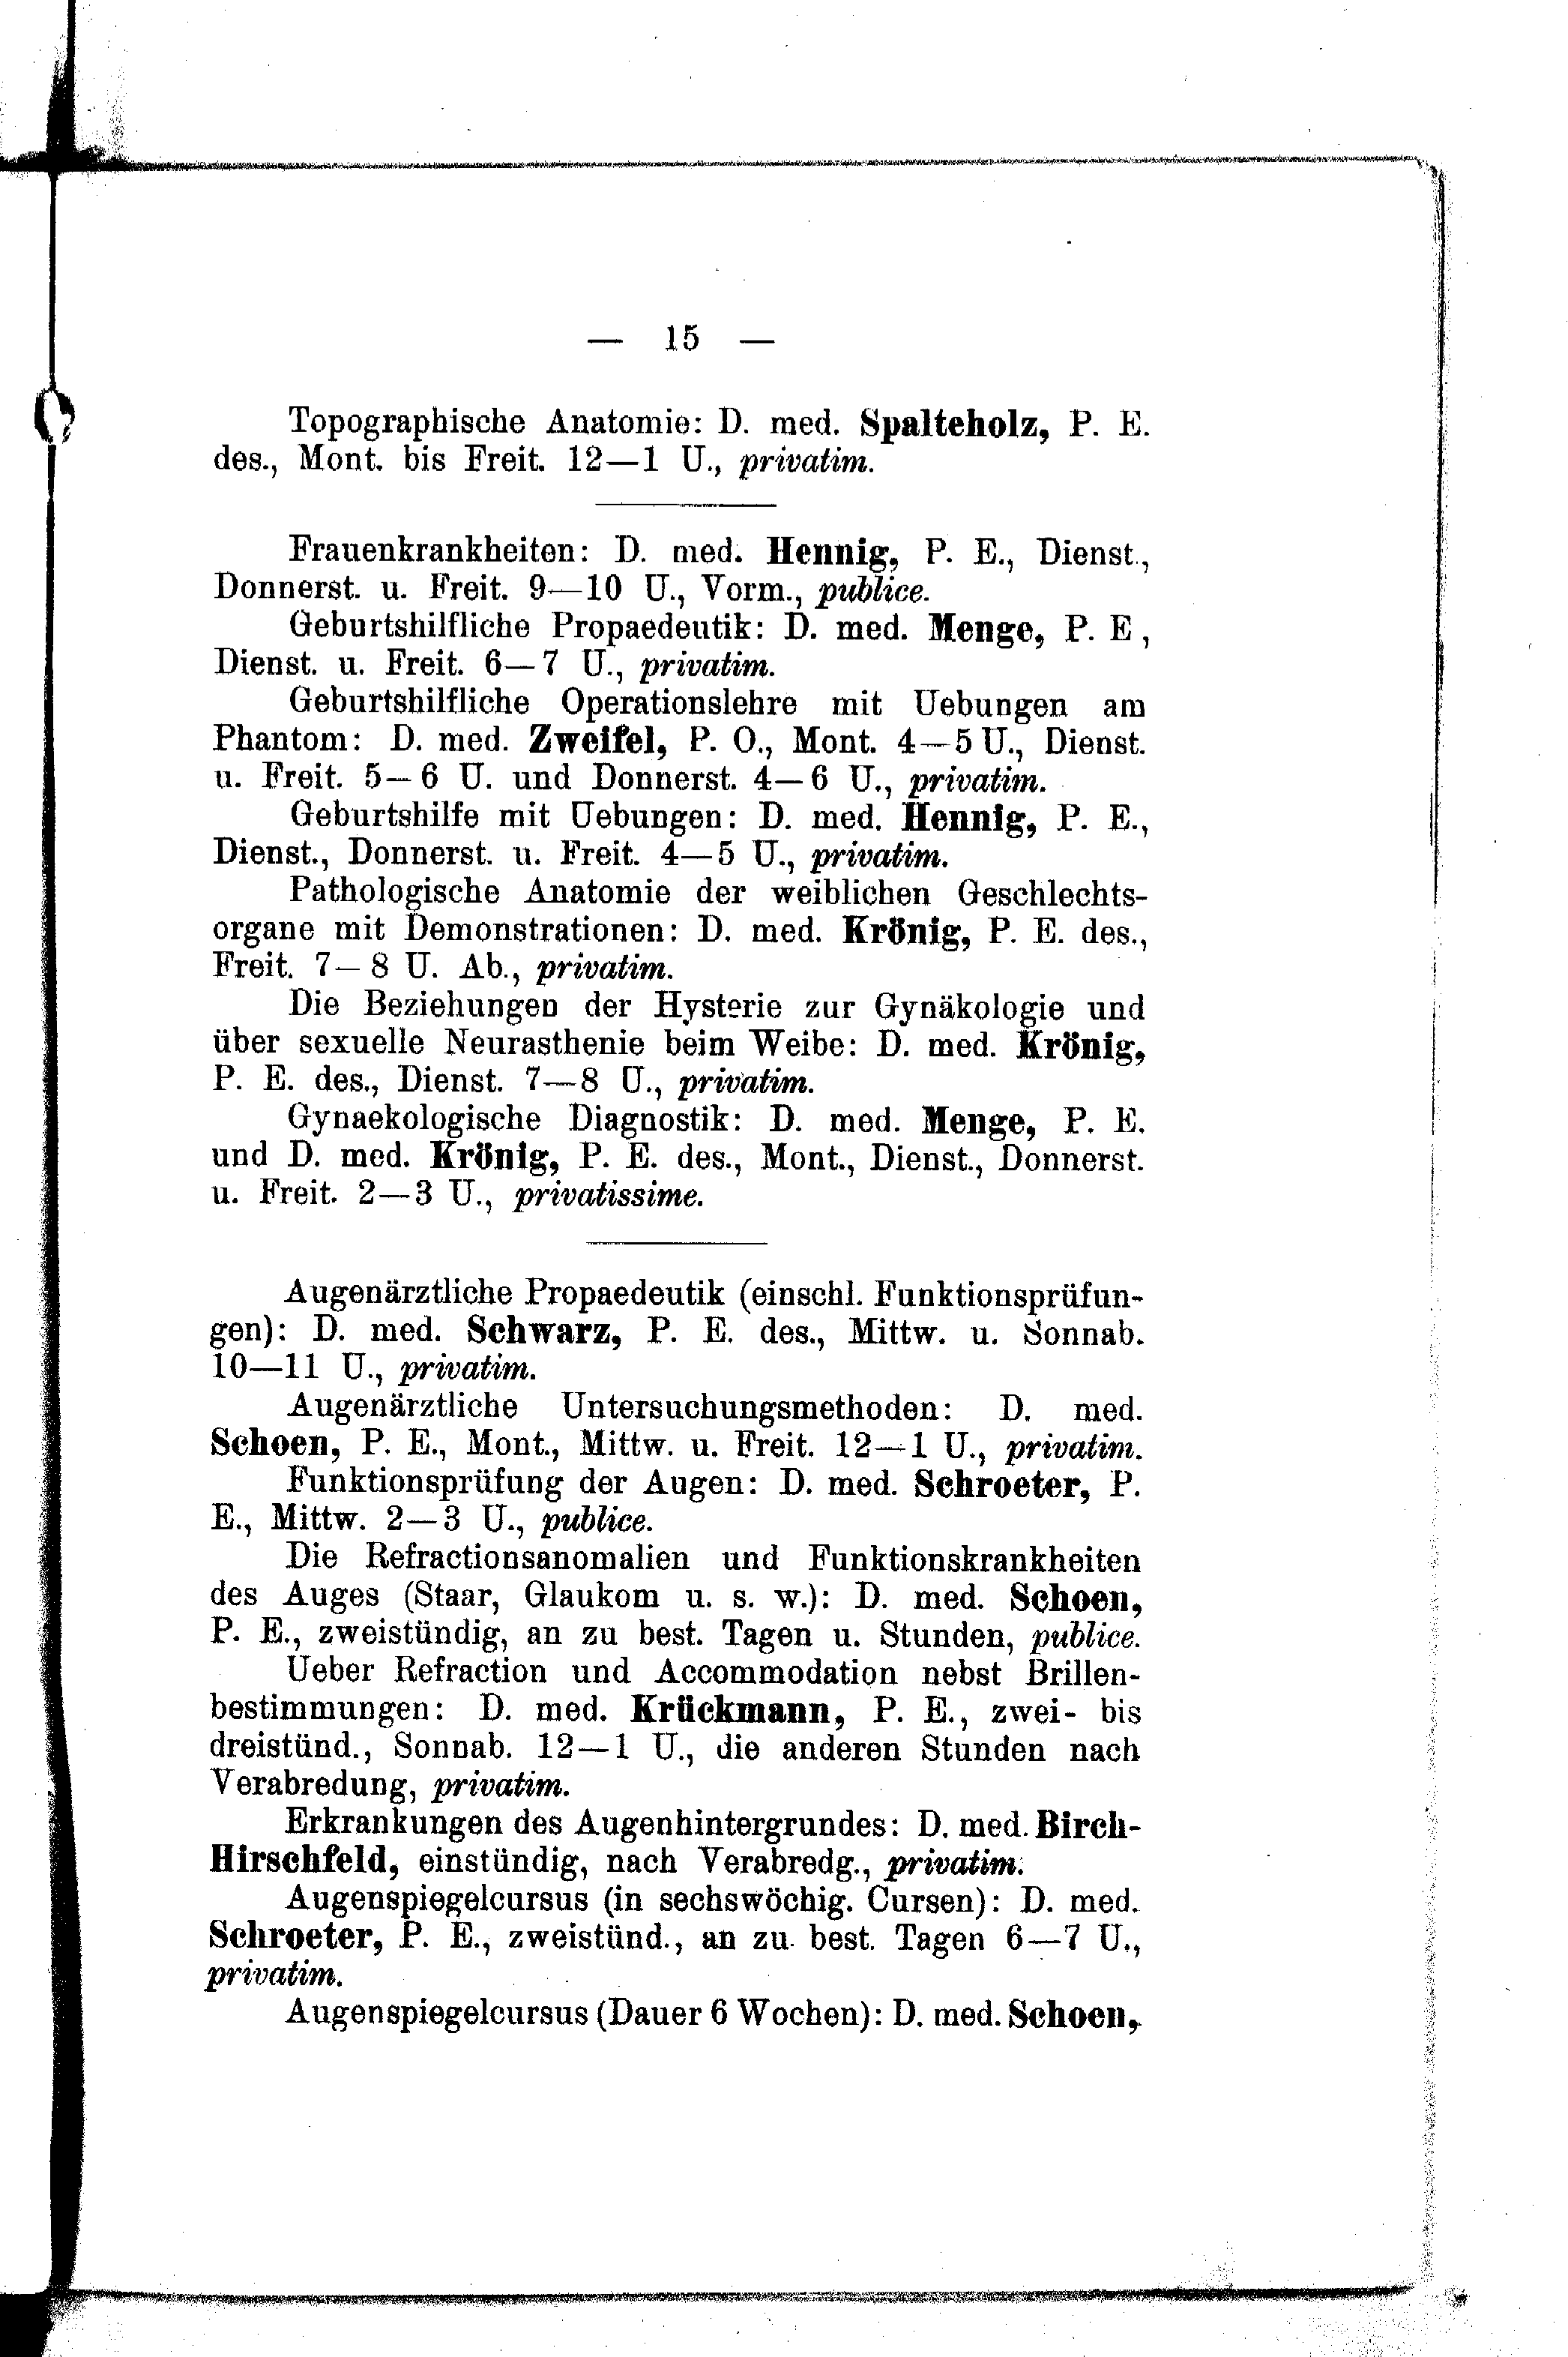 — 15 —
Topographische Anatomie: D. med. Spalteholz, P. E.
des., Mont. bis Freit. 12—1 U., privatim.
Frauenkrankheiten: D. med. Hennig, P. E., Dienst.,
Donnerst. u. Freit. 9—10 U., Vorm., publice.
Geburtshilfliche Propaedeutik: D. med. Menge, P. E ,
Dienst. u. Freit. 6—7 U., privatim.
Geburtshilfliche Operationslehre mit Uebungen am
Phantom: D. med. Zweifel, P. O., Mont. 4—5 U., Dienst.
u. Freit. 5—6 U. und Donnerst. 4—6 U., privatim.
Geburtshilfe mit Uebungen: D. med. Hennig, P. E.,
Dienst., Donnerst. u. Freit. 4—5 U., privatim.
Pathologische Anatomie der weiblichen Geschlechts-
organe mit Demonstrationen: D. med. Krönig, P. E. des.,
Freit. 7—8 U. Ab., privatim.
Die Beziehungen der Hysterie zur Gynäkologie und
über sexuelle Neurasthenie beim Weibe: D. med. Krönig,
P. E. des., Dienst. 7—8 U., privatim.
Gynaekologische Diagnostik: D. med. Menge, P. E.
und D. med. Krönig, P. E. des., Mont., Dienst., Donnerst.
u. Freit. 2—3 U., privatissime.
Augenärztliche Propaedeutik (einschl. Funktionsprüfun-
gen): D. med. Schwarz, P. E. des., Mittw. u. Sonnab.
10—11 U., privatim.
Augenärztliche Untersuchungsmethoden: D. med.
Schoen, P. E., Mont., Mittw. u. Freit. 12—1 U., privatim.
Funktionsprüfung der Augen: D. med. Schroeter, P.
E., Mittw. 2—3 U., publice.
Die Refractionsanomalien und Funktionskrankheiten
des Auges (Staar, Glaukom u. s. w.): D. med. Schoen,
P. E., zweistündig, an zu best. Tagen u. Stunden, publice.
Ueber Refraction und Accommodation nebst Brillen-
bestimmungen: D. med. Krückmann, P. E., zwei- bis
dreistünd., Sonnab. 12—1 U., die anderen Stunden nach
Verabredung, privatim.
Erkrankungen des Augenhintergrundes: D. med. Birch-
Hirschfeld, einstündig, nach Verabredg., privatim.
Augenspiegelcursus (in sechswöchig. Cursen): D. med.
Schroeter, P. E., zweistünd., an zu best. Tagen 6—7 U.,
privatim.
Augenspiegelcursus (Dauer 6 Wochen): D. med. Schoen,